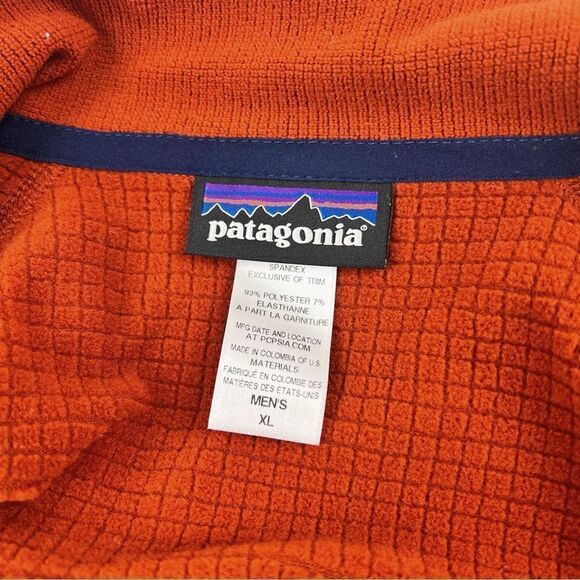 patagonia®
SPANDEX
EXCLUSIVE OF TRIM
93% POLYESTER 7%
ELASTHANNE
A PART LA GARNITURE
MFG DATE AND LOCATION
AT PCPSIA.COM
MADE IN COLOMBIA OF U.S.
MATERIALS
FABRIQUÉ EN COLOMBIE DES
MATIÈRES DES ÉTATS-UNIS
MEN'S
XL